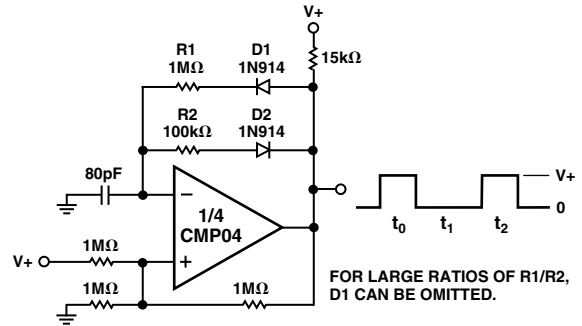 V+
R1
1MΩ
D1
1N914
15kΩ
R2
100kΩ
D2
1N914
80pF
−
1/4
CMP04
+
V+
1MΩ
1MΩ
1MΩ
V+
0
t0
t1
t2
FOR LARGE RATIOS OF R1/R2,
D1 CAN BE OMITTED.